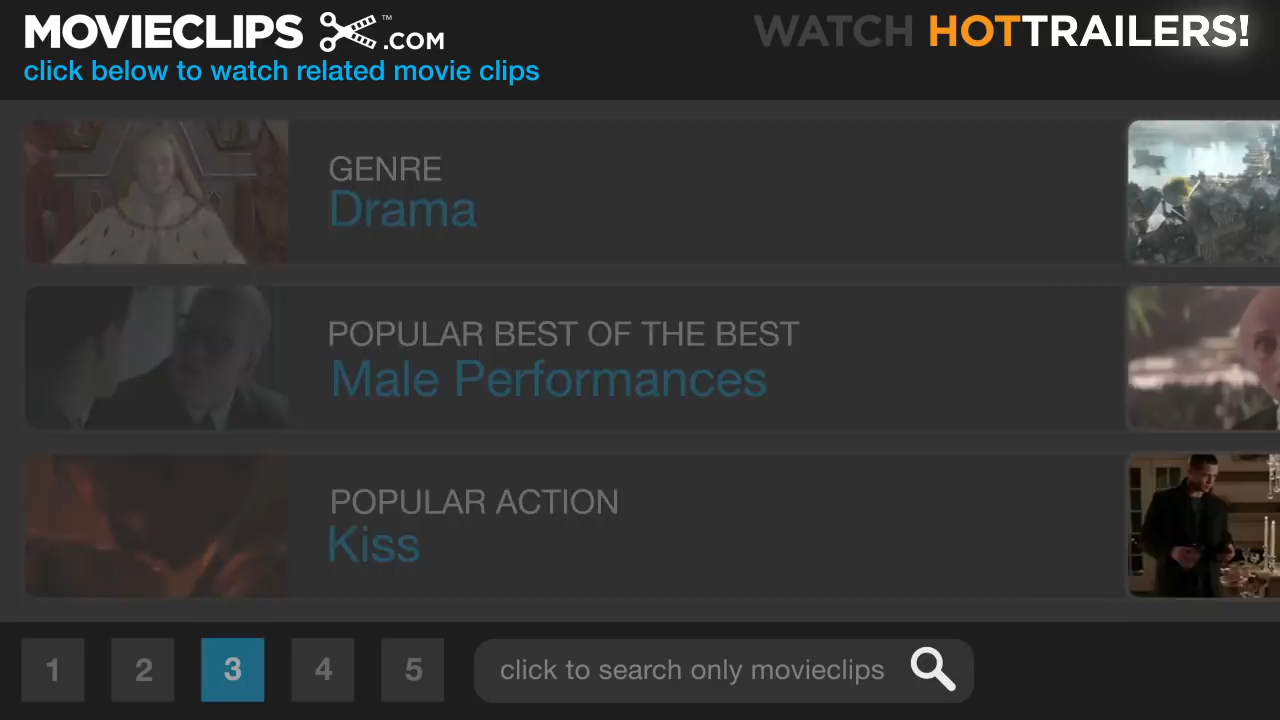 MOVIECLIPS ™ .COM
WATCH HOTTRAILERS!
click below to watch related movie clips
GENRE
Drama
POPULAR BEST OF THE BEST
Male Performances
POPULAR ACTION
Kiss
1 2 3 4 5 click to search only movieclips